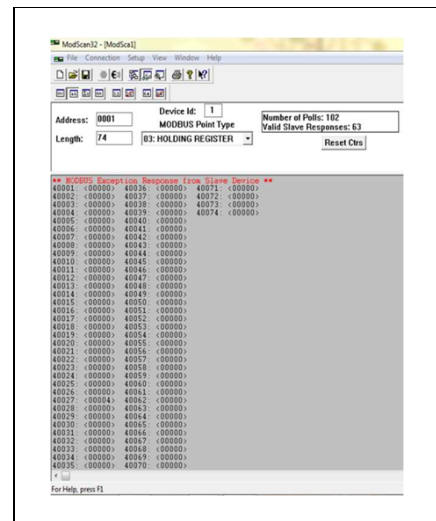 ModScan32 - [ModSca1]
File Connection Setup View Window Help
Address: 0001
Device Id: 1
MODBUS Point Type
Length: 74
03: HOLDING REGISTER
Number of Polls: 102
Valid Slave Responses: 63
Reset Ctrs
** MODBUS Exception Response from Slave Device **
40001: <00000> 40036: <00000> 40071: <00000>
40002: <00000> 40037: <00000> 40072: <00000>
40003: <00000> 40038: <00000> 40073: <00000>
40004: <00000> 40039: <00000> 40074: <00000>
40005: <00000> 40040: <00000>
40006: <00000> 40041: <00000>
40007: <00000> 40042: <00000>
40008: <00000> 40043: <00000>
40009: <00000> 40044: <00000>
40010: <00000> 40045: <00000>
40011: <00000> 40046: <00000>
40012: <00000> 40047: <00000>
40013: <00000> 40048: <00000>
40014: <00000> 40049: <00000>
40015: <00000> 40050: <00000>
40016: <00000> 40051: <00000>
40017: <00000> 40052: <00000>
40018: <00000> 40053: <00000>
40019: <00000> 40054: <00000>
40020: <00000> 40055: <00000>
40021: <00000> 40056: <00000>
40022: <00000> 40057: <00000>
40023: <00000> 40058: <00000>
40024: <00000> 40059: <00000>
40025: <00000> 40060: <00000>
40026: <00000> 40061: <00000>
40027: <00004> 40062: <00000>
40028: <00000> 40063: <00000>
40029: <00000> 40064: <00000>
40030: <00000> 40065: <00000>
40031: <00000> 40066: <00000>
40032: <00000> 40067: <00000>
40033: <00000> 40068: <00000>
40034: <00000> 40069: <00000>
40035: <00000> 40070: <00000>
For Help, press F1